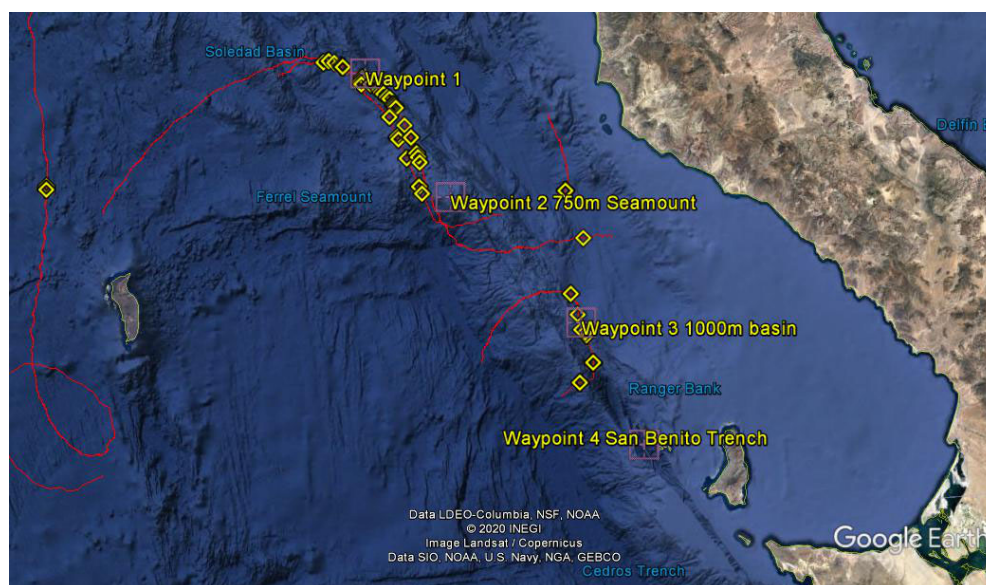 Soledad Basin
Waypoint 1
Delfin
Ferrel Seamount
Waypoint 2 750m Seamount
Waypoint 3 1000m basin
Ranger Bank
Waypoint 4 San Benito Trench
Data LDEO-Columbia, NSF, NOAA
© 2020 INEGI
Image Landsat / Copernicus
Data SIO, NOAA, U.S. Navy, NGA, GEBCO
Google Earth
Cedros Trench